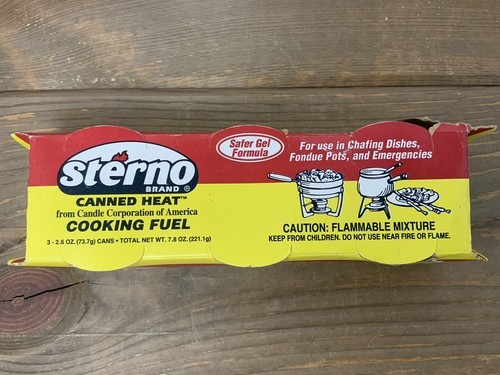 sterno
BRAND ®
CANNED HEAT™
from Candle Corporation of America
COOKING FUEL
3 - 2.6 OZ. (73.7g) CANS • TOTAL NET WT. 7.8 OZ. (221.1g)
Safer Gel
Formula
For use in Chafing Dishes,
Fondue Pots, and Emergencies
CAUTION: FLAMMABLE MIXTURE
KEEP FROM CHILDREN. DO NOT USE NEAR FIRE OR FLAME.